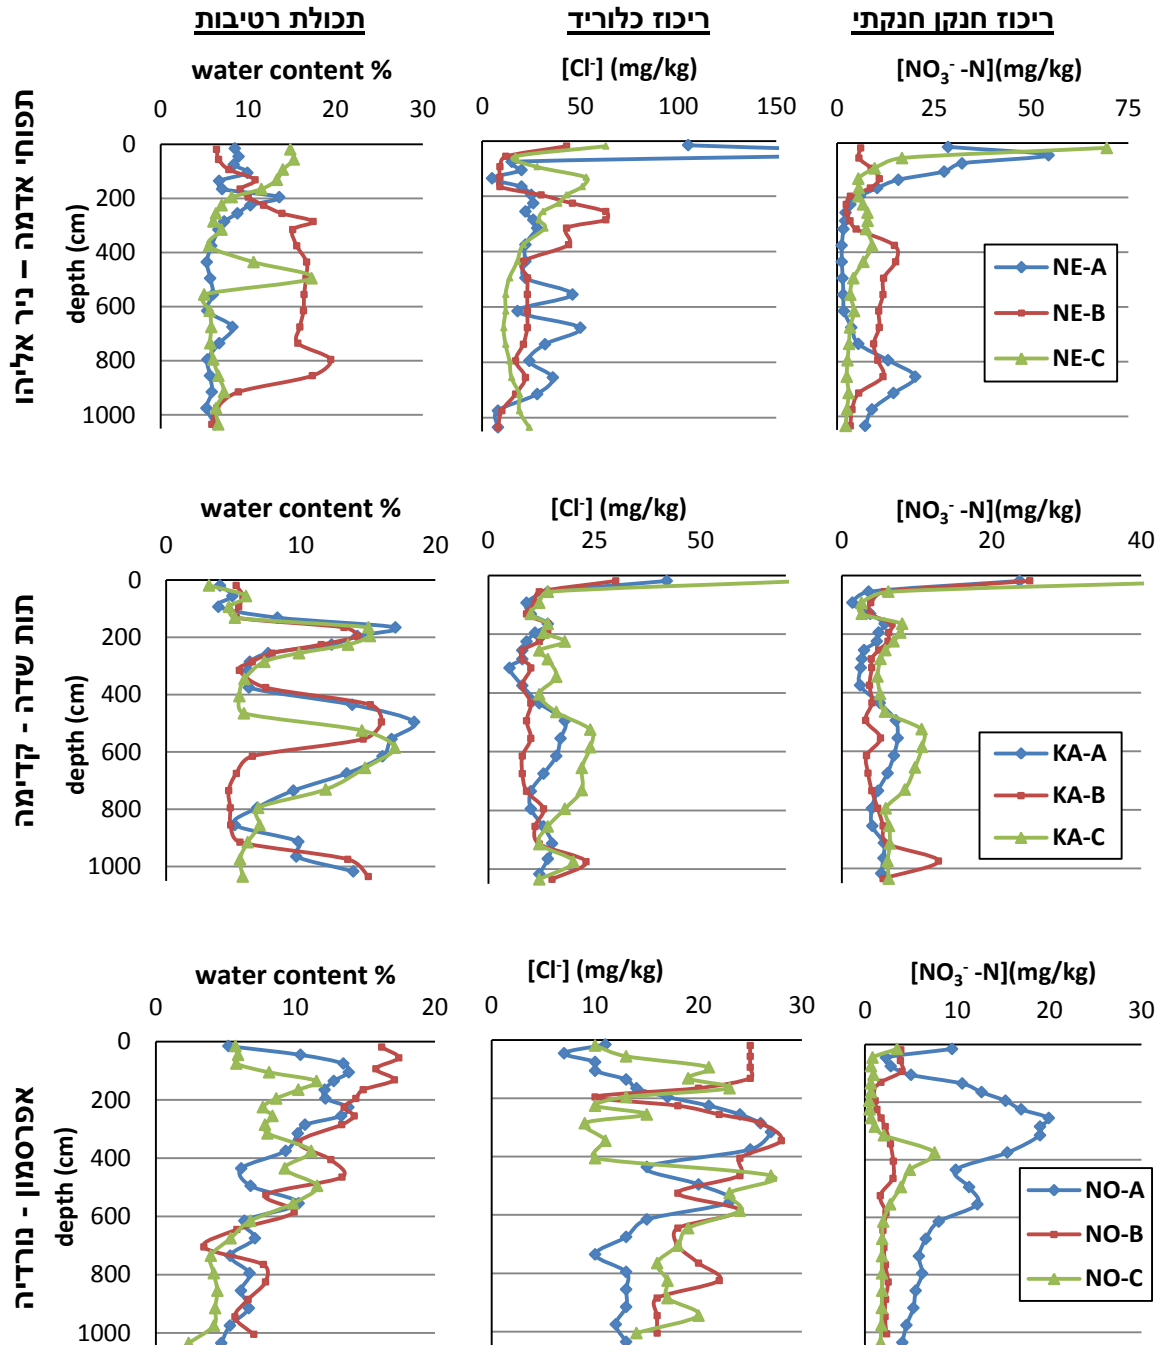 תכולת רטיבות ריכוז כלוריד ריכוז חנקן חנקתי
water content % [Cl-] (mg/kg) [NO3- -N](mg/kg)
0 10 20 30 0 50 100 150 0 25 50 75
תפוחי אדמה – ניר אליהו
depth (cm)
0
200
400
600
800
1000
NE-A
NE-B
NE-C
water content % [Cl-] (mg/kg) [NO3- -N](mg/kg)
0 10 20 0 25 50 0 20 40
תות שדה - קדימה
depth (cm)
0
200
400
600
800
1000
KA-A
KA-B
KA-C
water content % [Cl-] (mg/kg) [NO3- -N](mg/kg)
0 10 20 0 10 20 30 0 10 20 30
אפרסמון - נורדיה
depth (cm)
0
200
400
600
800
1000
NO-A
NO-B
NO-C